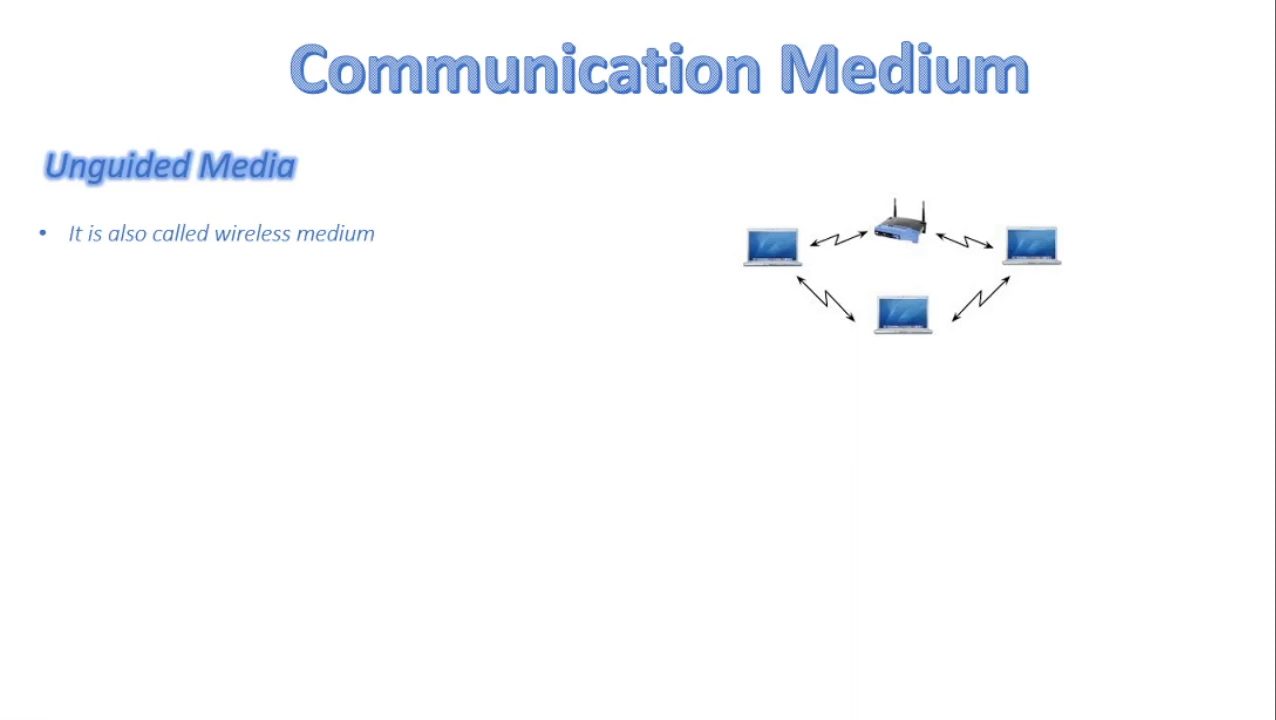 Communication Medium
Unguided Media
• It is also called wireless medium